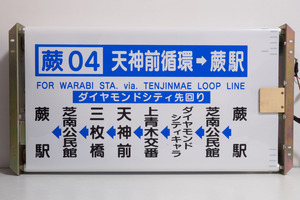 蕨04 天神前循環➡蕨駅
FOR WARABI STA. via. TENJINMAE LOOP LINE
ダイヤモンドシティ先回り
蕨駅
芝南公民館
三枚橋
天神前
上青木交番
ダイヤモンドシティキャラ
芝南公民館
蕨駅